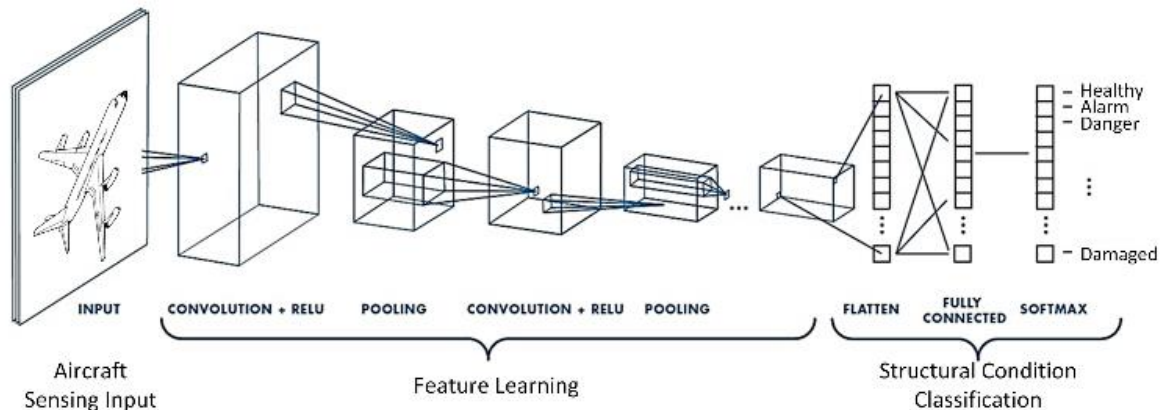 Healthy
Alarm
Danger
Damaged
INPUT
CONVOLUTION + RELU
POOLING
CONVOLUTION + RELU
POOLING
FLATTEN
FULLY
CONNECTED
SOFTMAX
Aircraft
Sensing Input
Feature Learning
Structural Condition
Classification